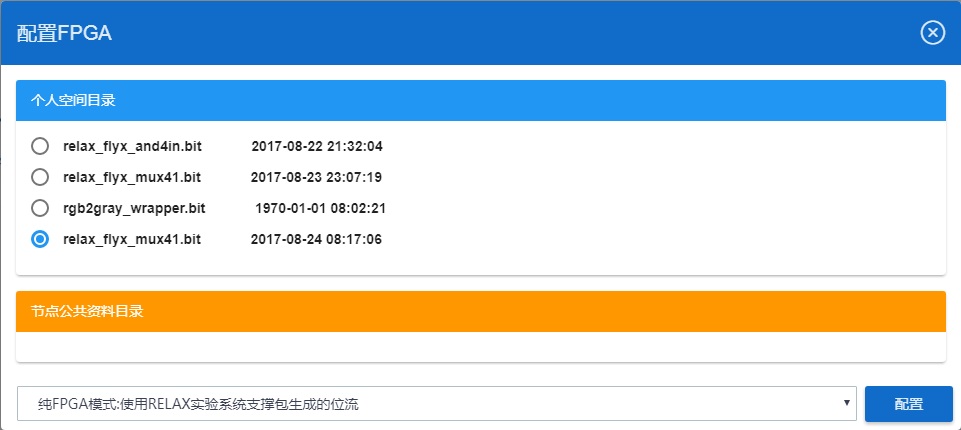 配置FPGA
个人空间目录
relax_flyx_and4in.bit 2017-08-22 21:32:04
relax_flyx_mux41.bit 2017-08-23 23:07:19
rgb2gray_wrapper.bit 1970-01-01 08:02:21
relax_flyx_mux41.bit 2017-08-24 08:17:06
节点公共资料目录
纯FPGA模式:使用RELAX实验系统支撑包生成的位流
配置